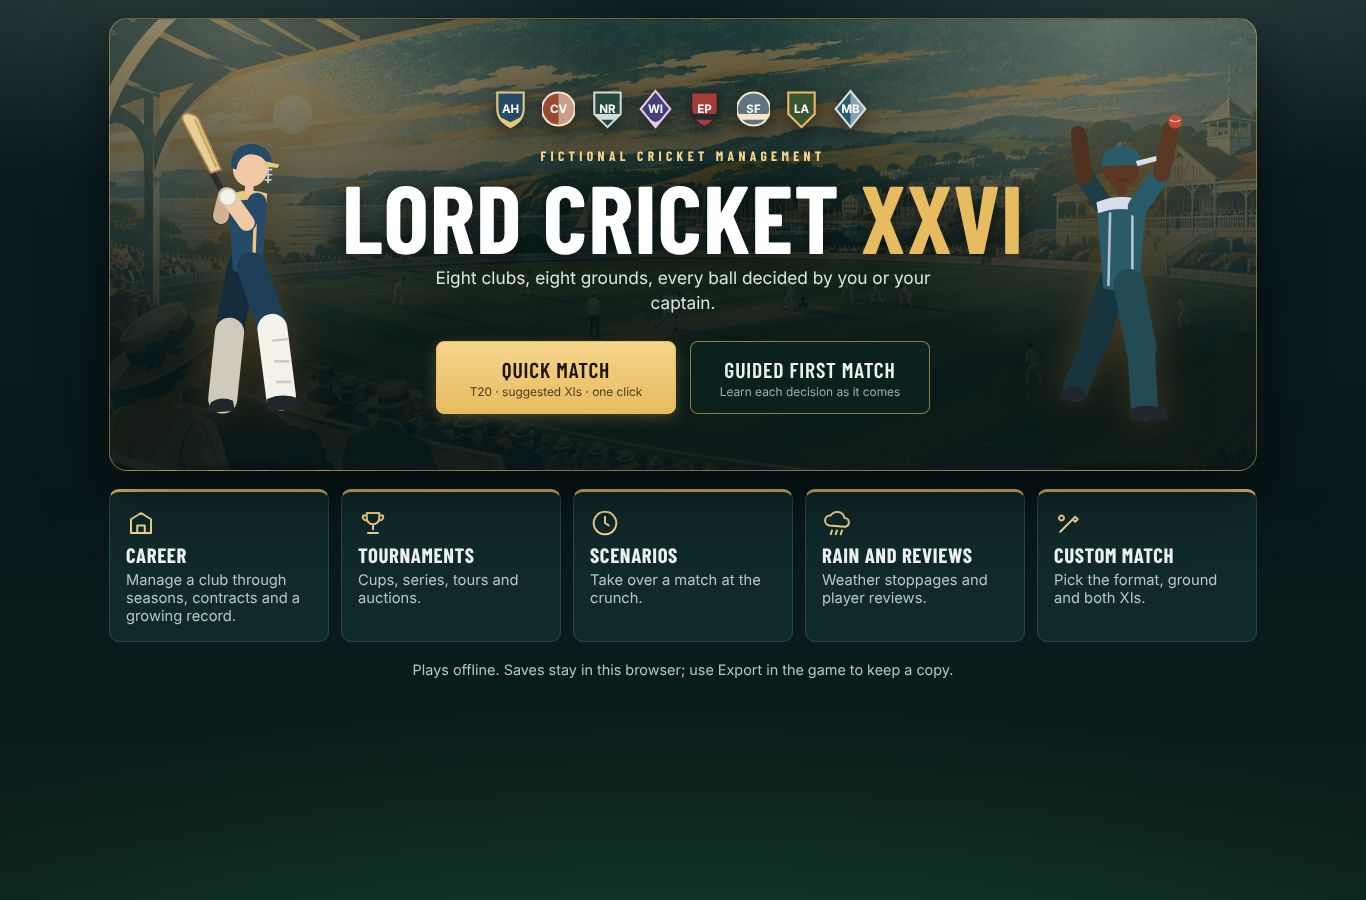 AH CV NR WI EP SF LA MB
FICTIONAL CRICKET MANAGEMENT
LORD CRICKET XXVI
Eight clubs, eight grounds, every ball decided by you or your
captain.
QUICK MATCH
T20 · suggested XIs · one click
GUIDED FIRST MATCH
Learn each decision as it comes
CAREER
Manage a club through
seasons, contracts and a
growing record.
TOURNAMENTS
Cups, series, tours and
auctions.
SCENARIOS
Take over a match at the
crunch.
RAIN AND REVIEWS
Weather stoppages and
player reviews.
CUSTOM MATCH
Pick the format, ground
and both XIs.
Plays offline. Saves stay in this browser; use Export in the game to keep a copy.